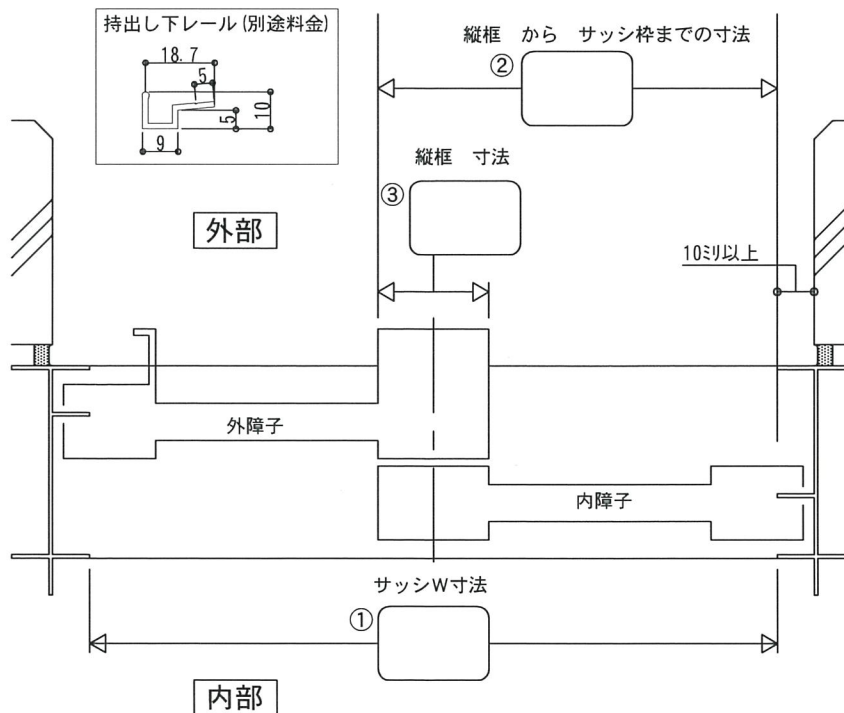 持出し下レール(別途料金)
18.7
5
10
5
9
縦框 から サッシ枠までの寸法
②
縦框 寸法
③
外部
10ミリ以上
外障子
内障子
サッシW寸法
①
内部